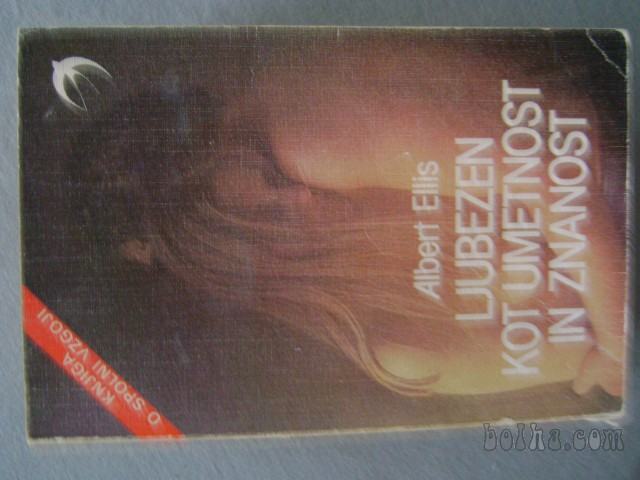 Albert Ellis
LJUBEZEN
KOT UMETNOST
IN ZNANOST
KNJIGA
O SPOLNI VZGOJI
bolha.com